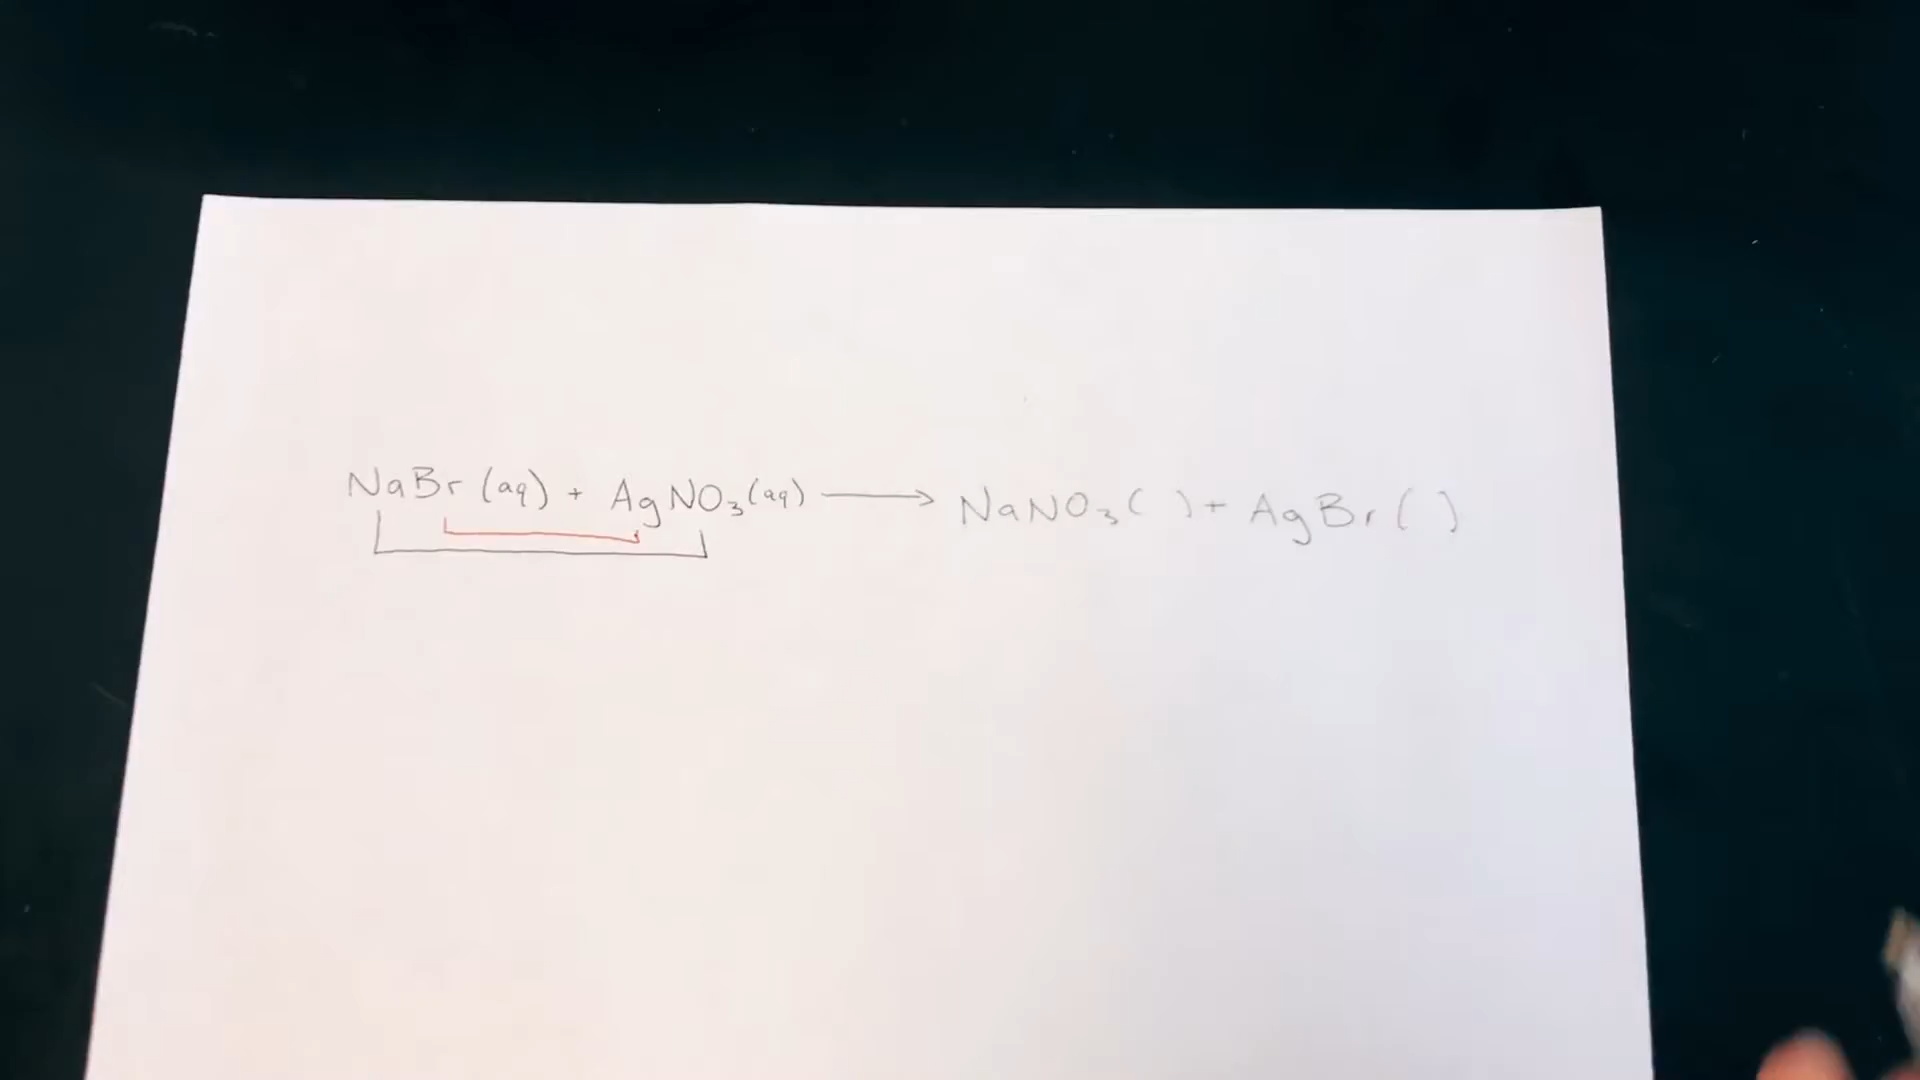 NaBr (aq) + AgNO₃(aq) ⟶ NaNO₃( ) + AgBr( )